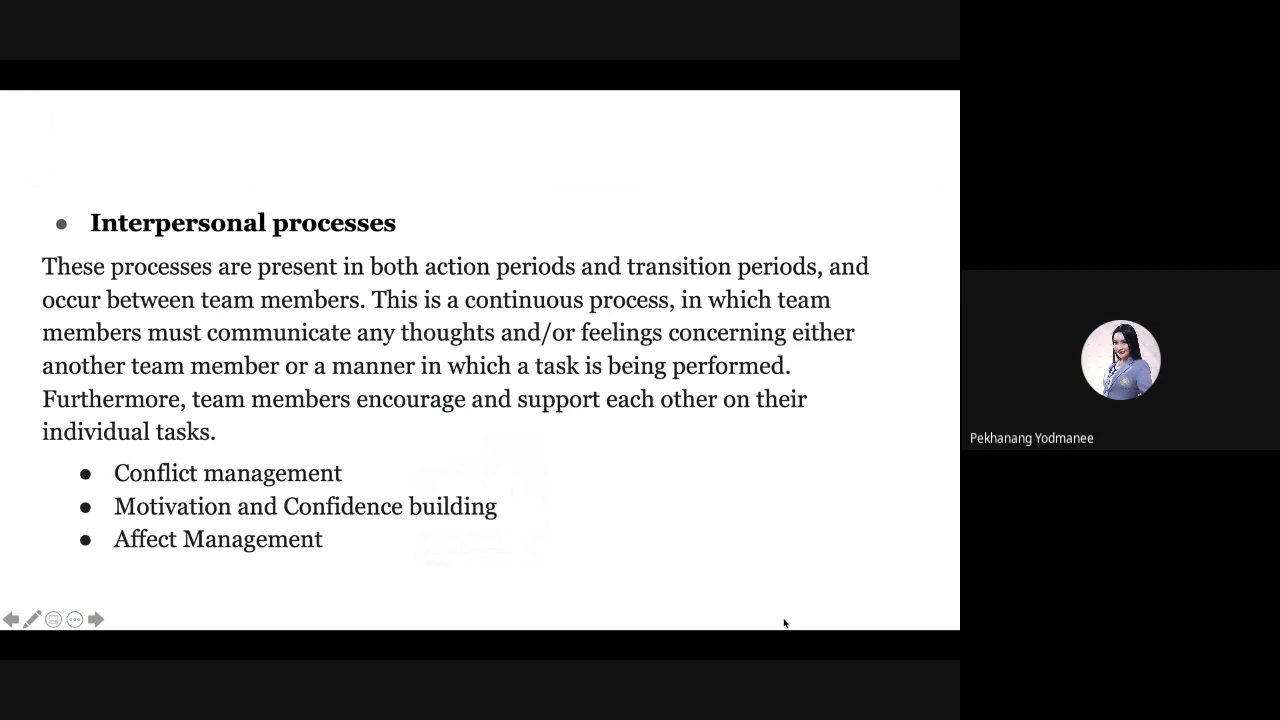 ● Interpersonal processes
These processes are present in both action periods and transition periods, and
occur between team members. This is a continuous process, in which team
members must communicate any thoughts and/or feelings concerning either
another team member or a manner in which a task is being performed.
Furthermore, team members encourage and support each other on their
individual tasks.
● Conflict management
● Motivation and Confidence building
● Affect Management
Pekhanang Yodmanee